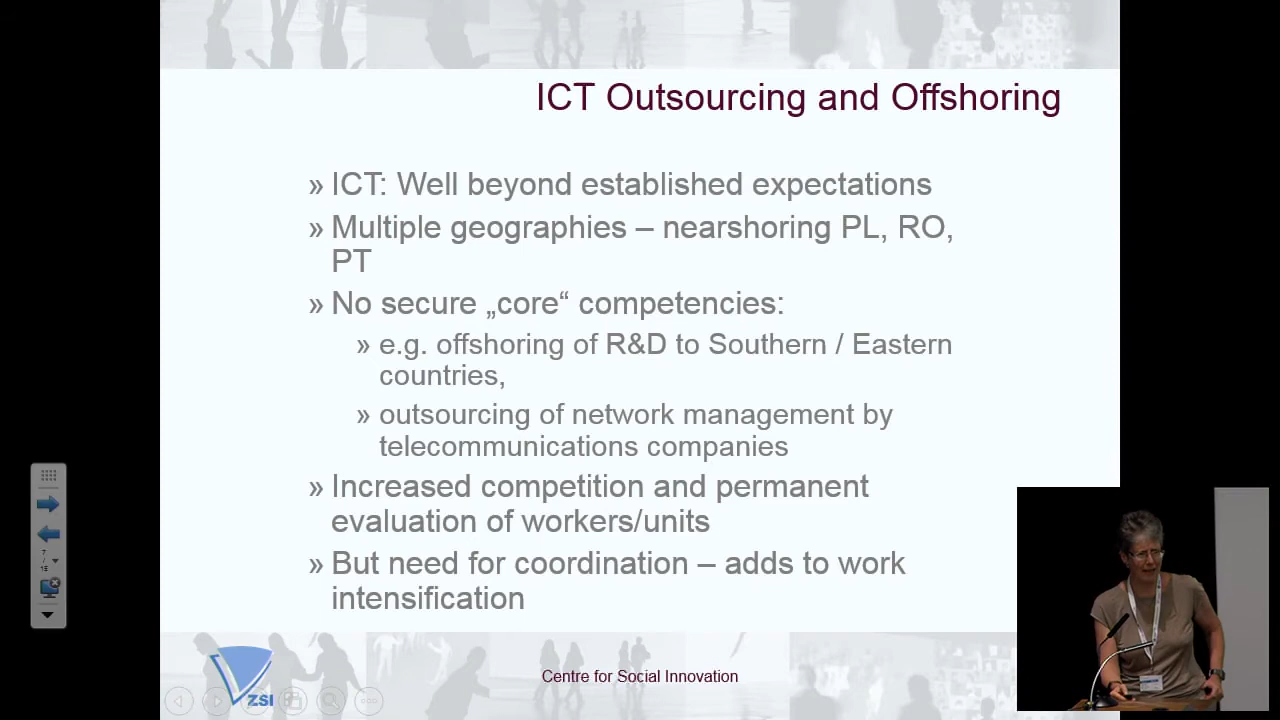 ICT Outsourcing and Offshoring
» ICT: Well beyond established expectations
» Multiple geographies – nearshoring PL, RO,
PT
» No secure „core“ competencies:
» e.g. offshoring of R&D to Southern / Eastern
countries,
» outsourcing of network management by
telecommunications companies
» Increased competition and permanent
evaluation of workers/units
» But need for coordination – adds to work
intensification
7
/
15
Centre for Social Innovation
ZSI